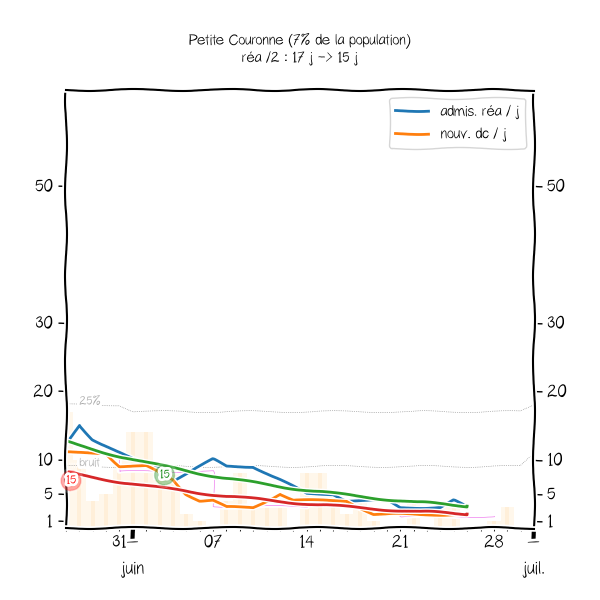 Petite Couronne (7% de la population)
réa /2 : 17 j -> 15 j
admis. réa / j
nouv. dc / j
50 50
30 30
20 20
25%
10 10
bruit
15
15
5 5
1 1
31 07 14 21 28
juin juil.